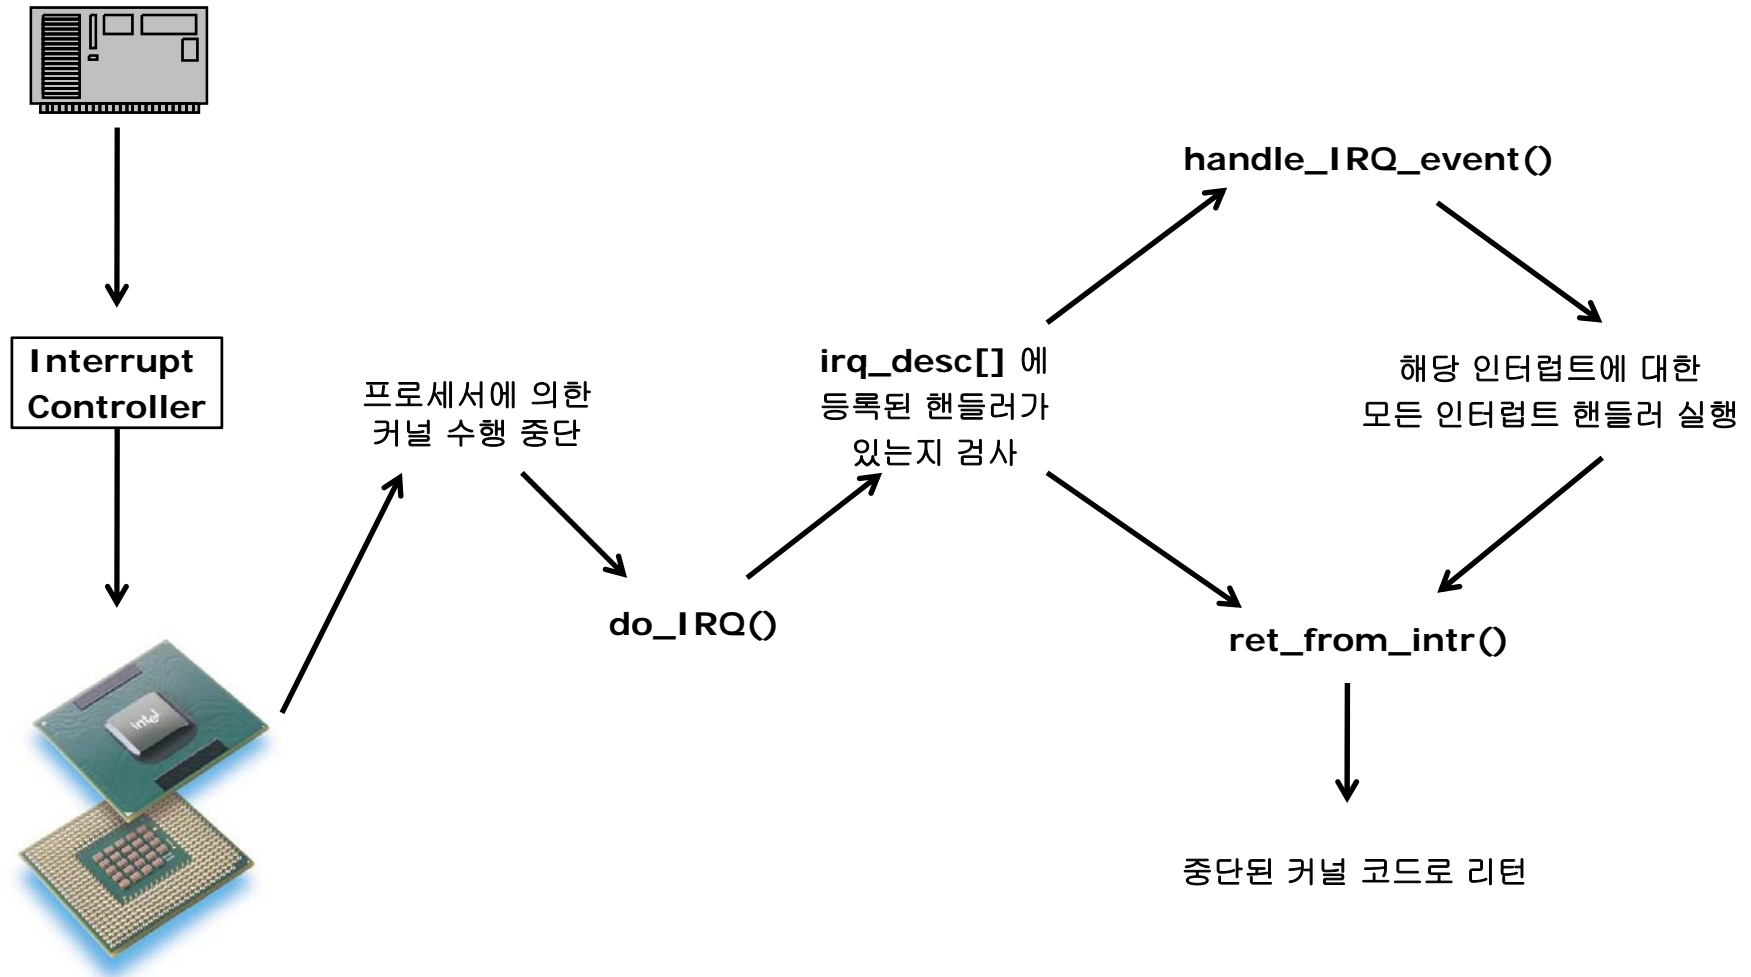 Interrupt
Controller
intel
프로세서에 의한
커널 수행 중단
do_IRQ()
irq_desc[] 에
등록된 핸들러가
있는지 검사
handle_IRQ_event()
해당 인터럽트에 대한
모든 인터럽트 핸들러 실행
ret_from_intr()
중단된 커널 코드로 리턴